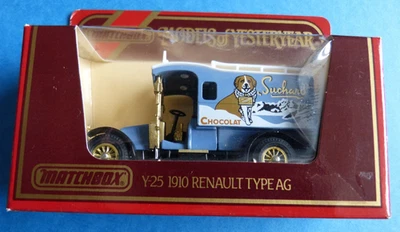 MODELS of YESTERYEAR
Suchard
CHOCOLAT
MATCHBOX
Y-25 1910 RENAULT TYPE AG